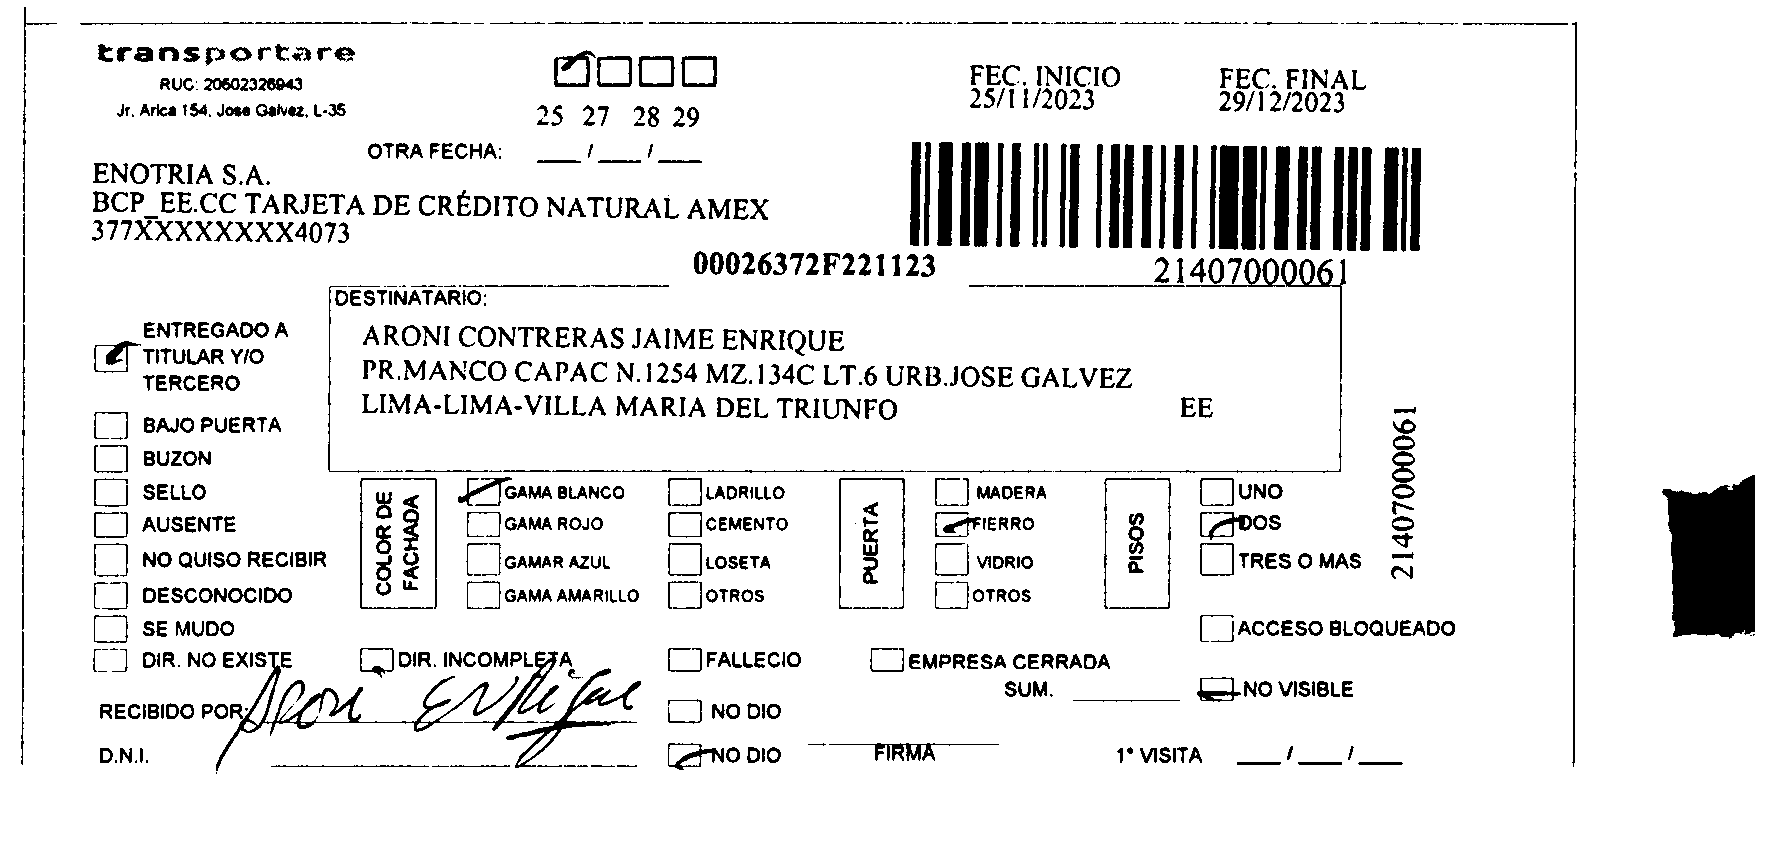 transportare
RUC: 20602326943
Jr. Arica 154, Jose Galvez, L-35
25 27 28 29
OTRA FECHA: ___ / ___ / ___
FEC. INICIO
25/11/2023
FEC. FINAL
29/12/2023
ENOTRIA S.A.
BCP_EE.CC TARJETA DE CRÉDITO NATURAL AMEX
377XXXXXXXX4073
00026372F221123
21407000061
DESTINATARIO:
ARONI CONTRERAS JAIME ENRIQUE
PR.MANCO CAPAC N.1254 MZ.134C LT.6 URB.JOSE GALVEZ
LIMA-LIMA-VILLA MARIA DEL TRIUNFO EE
21407000061
ENTREGADO A
TITULAR Y/O
TERCERO
BAJO PUERTA
BUZON
SELLO
AUSENTE
NO QUISO RECIBIR
DESCONOCIDO
SE MUDO
DIR. NO EXISTE
COLOR DE
FACHADA
GAMA BLANCO
GAMA ROJO
GAMAR AZUL
GAMA AMARILLO
LADRILLO
CEMENTO
LOSETA
OTROS
PUERTA
MADERA
FIERRO
VIDRIO
OTROS
PISOS
UNO
DOS
TRES O MAS
ACCESO BLOQUEADO
DIR. INCOMPLETA
FALLECIO
EMPRESA CERRADA
SUM.
NO VISIBLE
RECIBIDO POR: Aroni Enrique
NO DIO
D.N.I.
NO DIO
FIRMA
1° VISITA ___ / ___ / ___